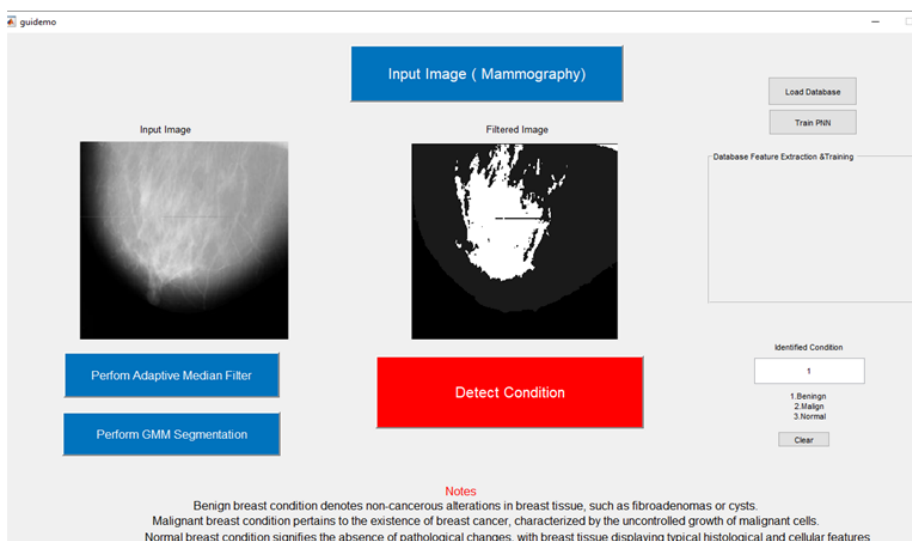 guidemo
Input Image ( Mammography)
Load Database
Train PNN
Input Image
Filtered Image
Database Feature Extraction &Training
Perfom Adaptive Median Filter
Perform GMM Segmentation
Detect Condition
Identified Condition
1
1.Beningn
2.Malign
3.Normal
Clear
Notes
Benign breast condition denotes non-cancerous alterations in breast tissue, such as fibroadenomas or cysts.
Malignant breast condition pertains to the existence of breast cancer, characterized by the uncontrolled growth of malignant cells.
Normal breast condition signifies the absence of pathological changes, with breast tissue displaying typical histological and cellular features